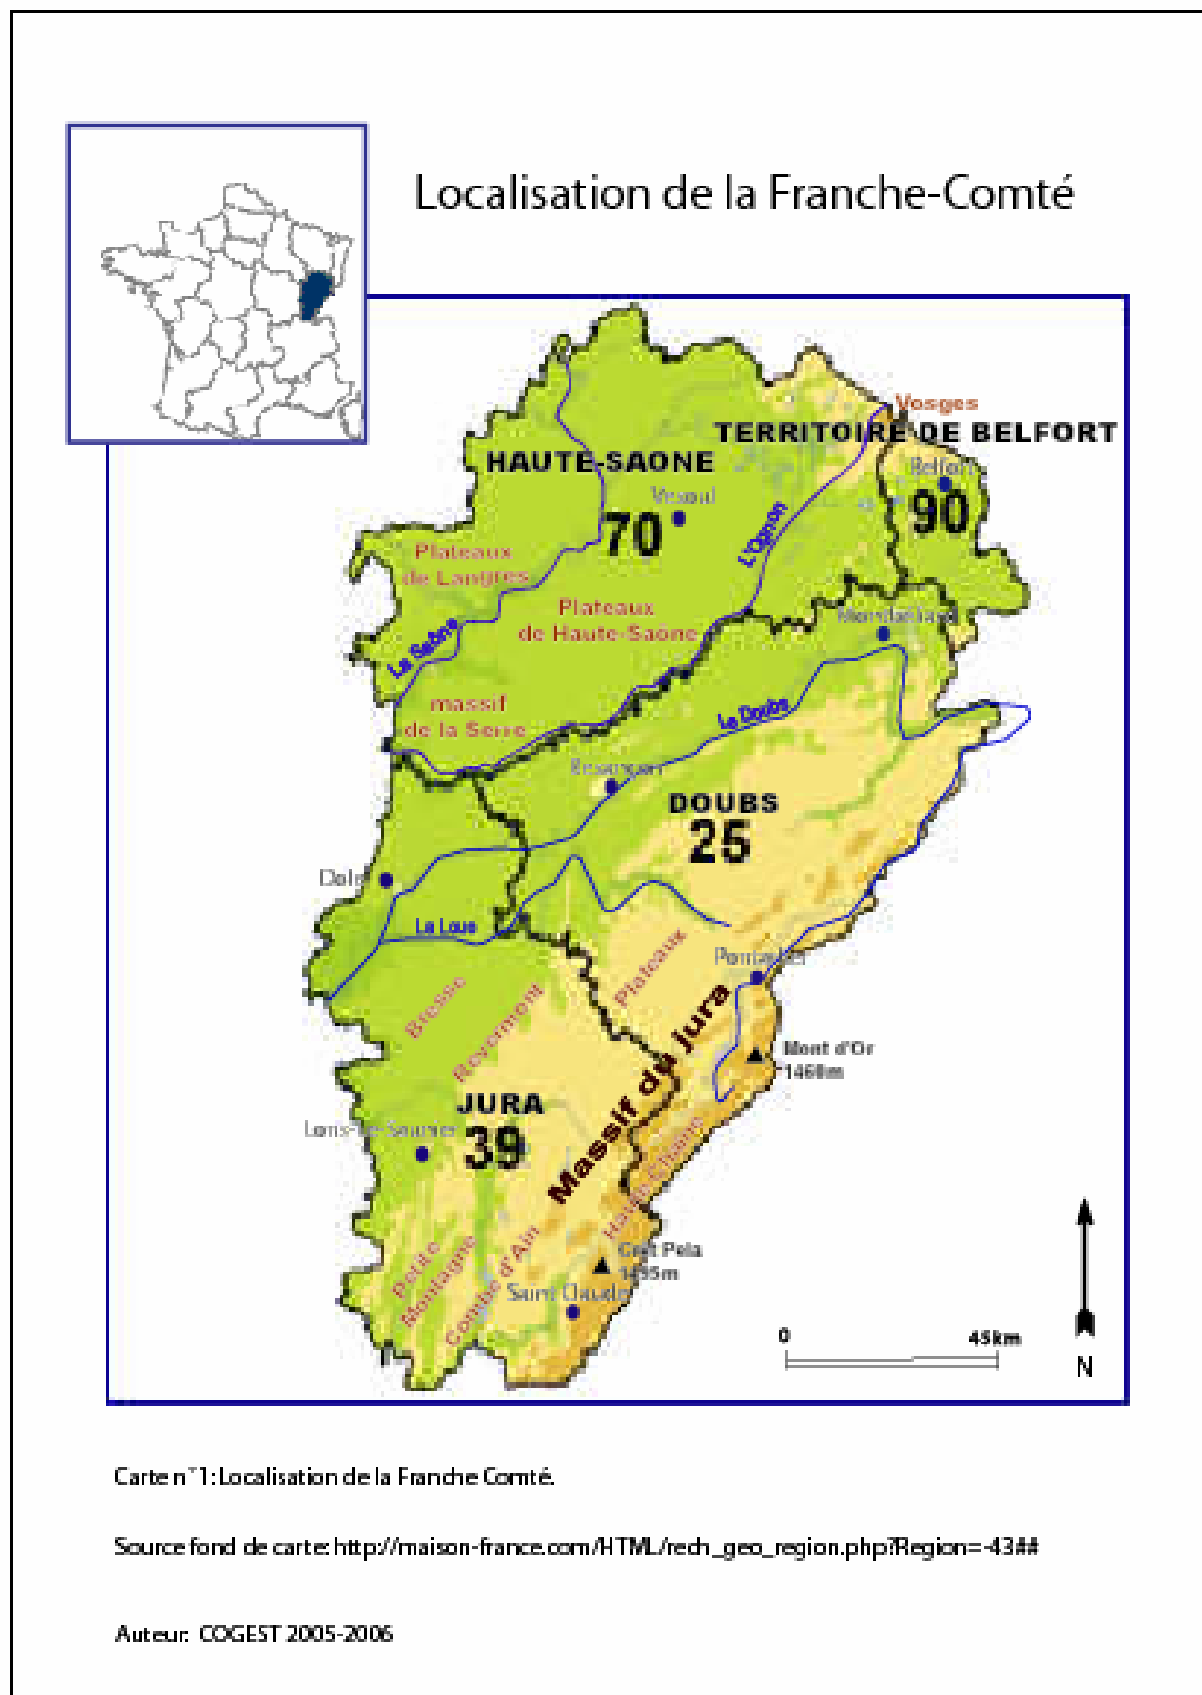 Localisation de la Franche-Comté
Vosges
TERRITOIRE DE BELFORT
HAUTE-SAONE
Belfort
Vesoul
90
70
L'Ognon
Plateaux
de Langres
Plateaux
de Haute-Saône
Montbéliard
La Saône
massif
de la Serre
Le Doubs
Besançon
DOUBS
25
Dole
La Loue
Plateaux
Pontarlier
Bresse
Revermont
Massif du jura
Mont d'Or
1460m
JURA
39
Lons-Le-Saunier
Haute-Chaîne
Petite
Montagne
Combe d'Ain
Crêt Pela
1495m
Saint Claude
0 45km
N
Carte n°1: Localisation de la Franche Comté.
Source fond de carte: http://maison-france.com/HTML/rech_geo_region.php?Region=-43##
Auteur: COGEST 2005-2006